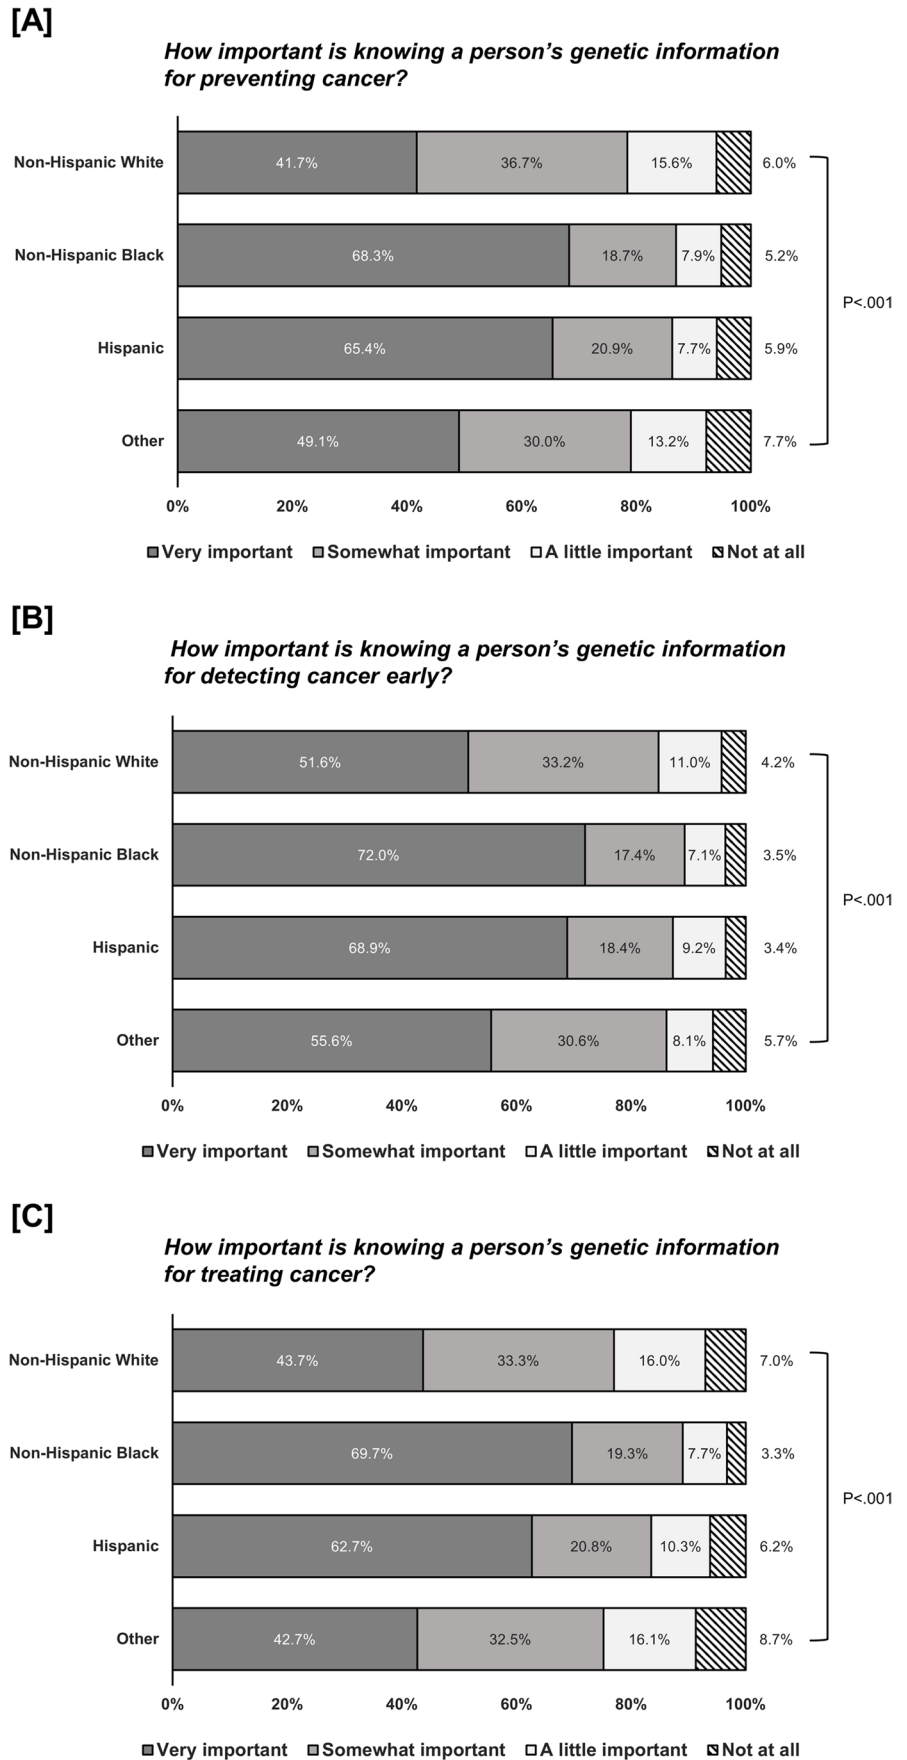 [A]
How important is knowing a person’s genetic information
for preventing cancer?
Non-Hispanic White 41.7% 36.7% 15.6% 6.0%
Non-Hispanic Black 68.3% 18.7% 7.9% 5.2%
P<.001
Hispanic 65.4% 20.9% 7.7% 5.9%
Other 49.1% 30.0% 13.2% 7.7%
0% 20% 40% 60% 80% 100%
Very important Somewhat important A little important Not at all
[B]
How important is knowing a person’s genetic information
for detecting cancer early?
Non-Hispanic White 51.6% 33.2% 11.0% 4.2%
Non-Hispanic Black 72.0% 17.4% 7.1% 3.5%
P<.001
Hispanic 68.9% 18.4% 9.2% 3.4%
Other 55.6% 30.6% 8.1% 5.7%
0% 20% 40% 60% 80% 100%
Very important Somewhat important A little important Not at all
[C]
How important is knowing a person’s genetic information
for treating cancer?
Non-Hispanic White 43.7% 33.3% 16.0% 7.0%
Non-Hispanic Black 69.7% 19.3% 7.7% 3.3%
P<.001
Hispanic 62.7% 20.8% 10.3% 6.2%
Other 42.7% 32.5% 16.1% 8.7%
0% 20% 40% 60% 80% 100%
Very important Somewhat important A little important Not at all